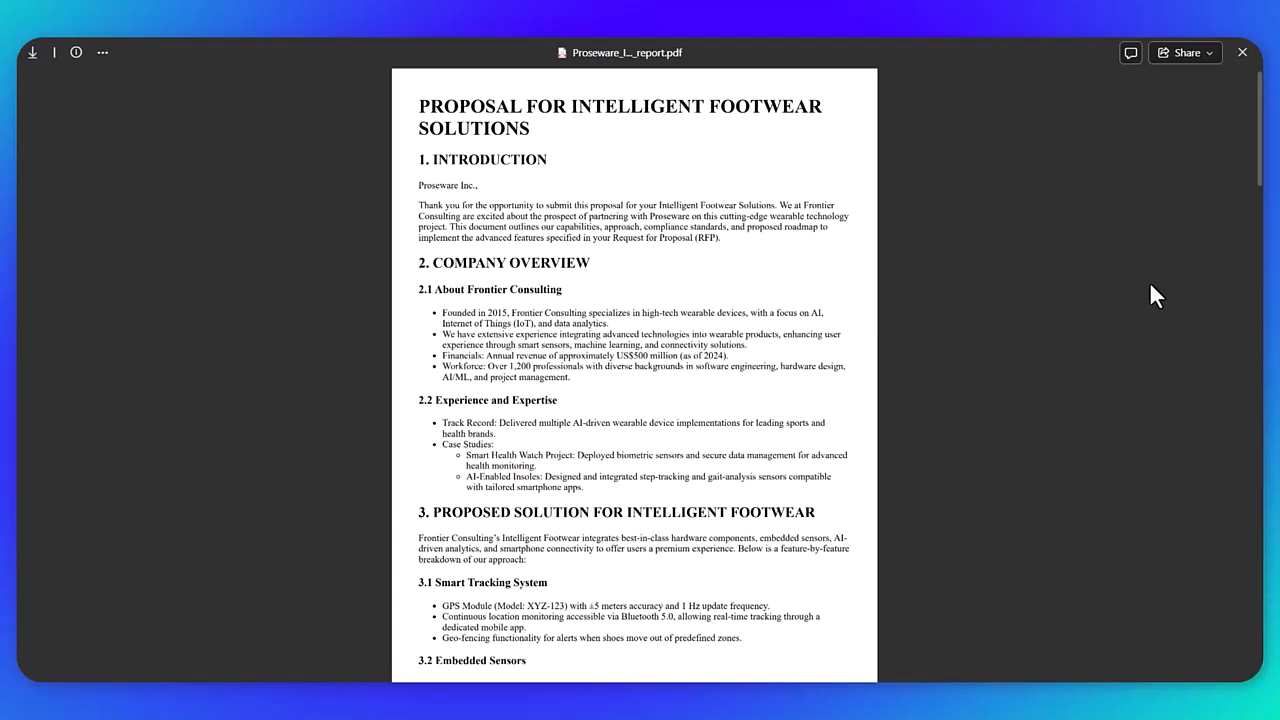 Proseware_I..._report.pdf
Share
PROPOSAL FOR INTELLIGENT FOOTWEAR
SOLUTIONS
1. INTRODUCTION
Proseware Inc.,
Thank you for the opportunity to submit this proposal for your Intelligent Footwear Solutions. We at Frontier
Consulting are excited about the prospect of partnering with Proseware on this cutting-edge wearable technology
project. This document outlines our capabilities, approach, compliance standards, and proposed roadmap to
implement the advanced features specified in your Request for Proposal (RFP).
2. COMPANY OVERVIEW
2.1 About Frontier Consulting
• Founded in 2015, Frontier Consulting specializes in high-tech wearable devices, with a focus on AI,
Internet of Things (IoT), and data analytics.
• We have extensive experience integrating advanced technologies into wearable products, enhancing user
experience through smart sensors, machine learning, and connectivity solutions.
• Financials: Annual revenue of approximately US$500 million (as of 2024).
• Workforce: Over 1,200 professionals with diverse backgrounds in software engineering, hardware design,
AI/ML, and project management.
2.2 Experience and Expertise
• Track Record: Delivered multiple AI-driven wearable device implementations for leading sports and
health brands.
• Case Studies:
○ Smart Health Watch Project: Deployed biometric sensors and secure data management for advanced
health monitoring.
○ AI-Enabled Insoles: Designed and integrated step-tracking and gait-analysis sensors compatible
with tailored smartphone apps.
3. PROPOSED SOLUTION FOR INTELLIGENT FOOTWEAR
Frontier Consulting's Intelligent Footwear integrates best-in-class hardware components, embedded sensors, AI-
driven analytics, and smartphone connectivity to offer users a premium experience. Below is a feature-by-feature
breakdown of our approach:
3.1 Smart Tracking System
• GPS Module (Model: XYZ-123) with ±5 meters accuracy and 1 Hz update frequency.
• Continuous location monitoring accessible via Bluetooth 5.0, allowing real-time tracking through a
dedicated mobile app.
• Geo-fencing functionality for alerts when shoes move out of predefined zones.
3.2 Embedded Sensors